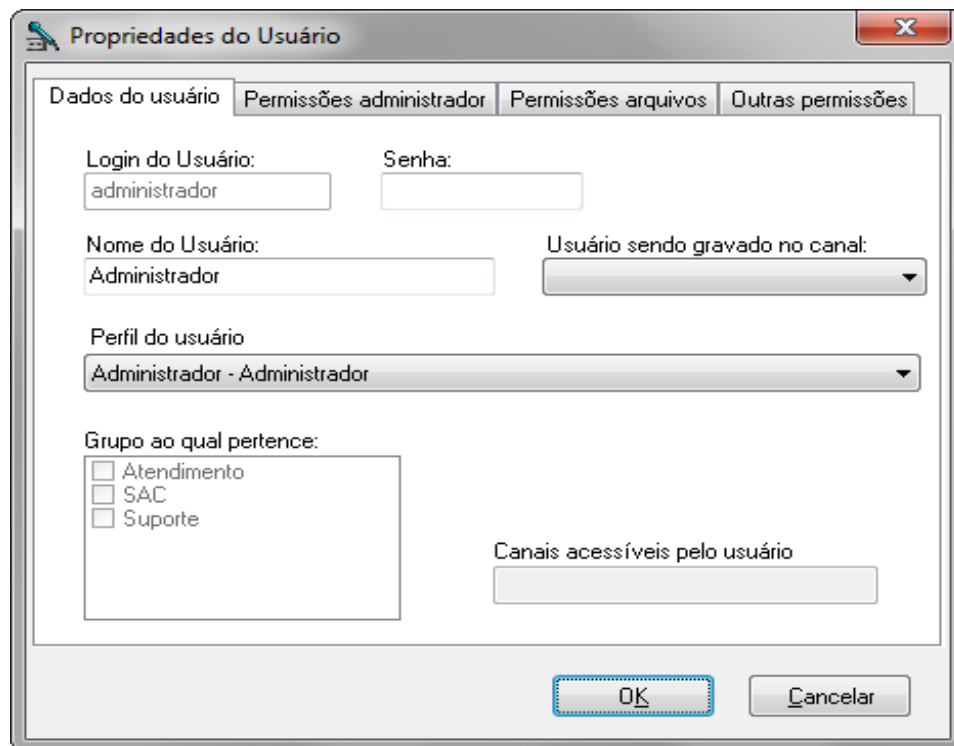 Propriedades do Usuário
Dados do usuário Permissões administrador Permissões arquivos Outras permissões
Login do Usuário: Senha:
administrador
Nome do Usuário: Usuário sendo gravado no canal:
Administrador
Perfil do usuário
Administrador - Administrador
Grupo ao qual pertence:
Atendimento
SAC
Suporte
Canais acessíveis pelo usuário
OK Cancelar